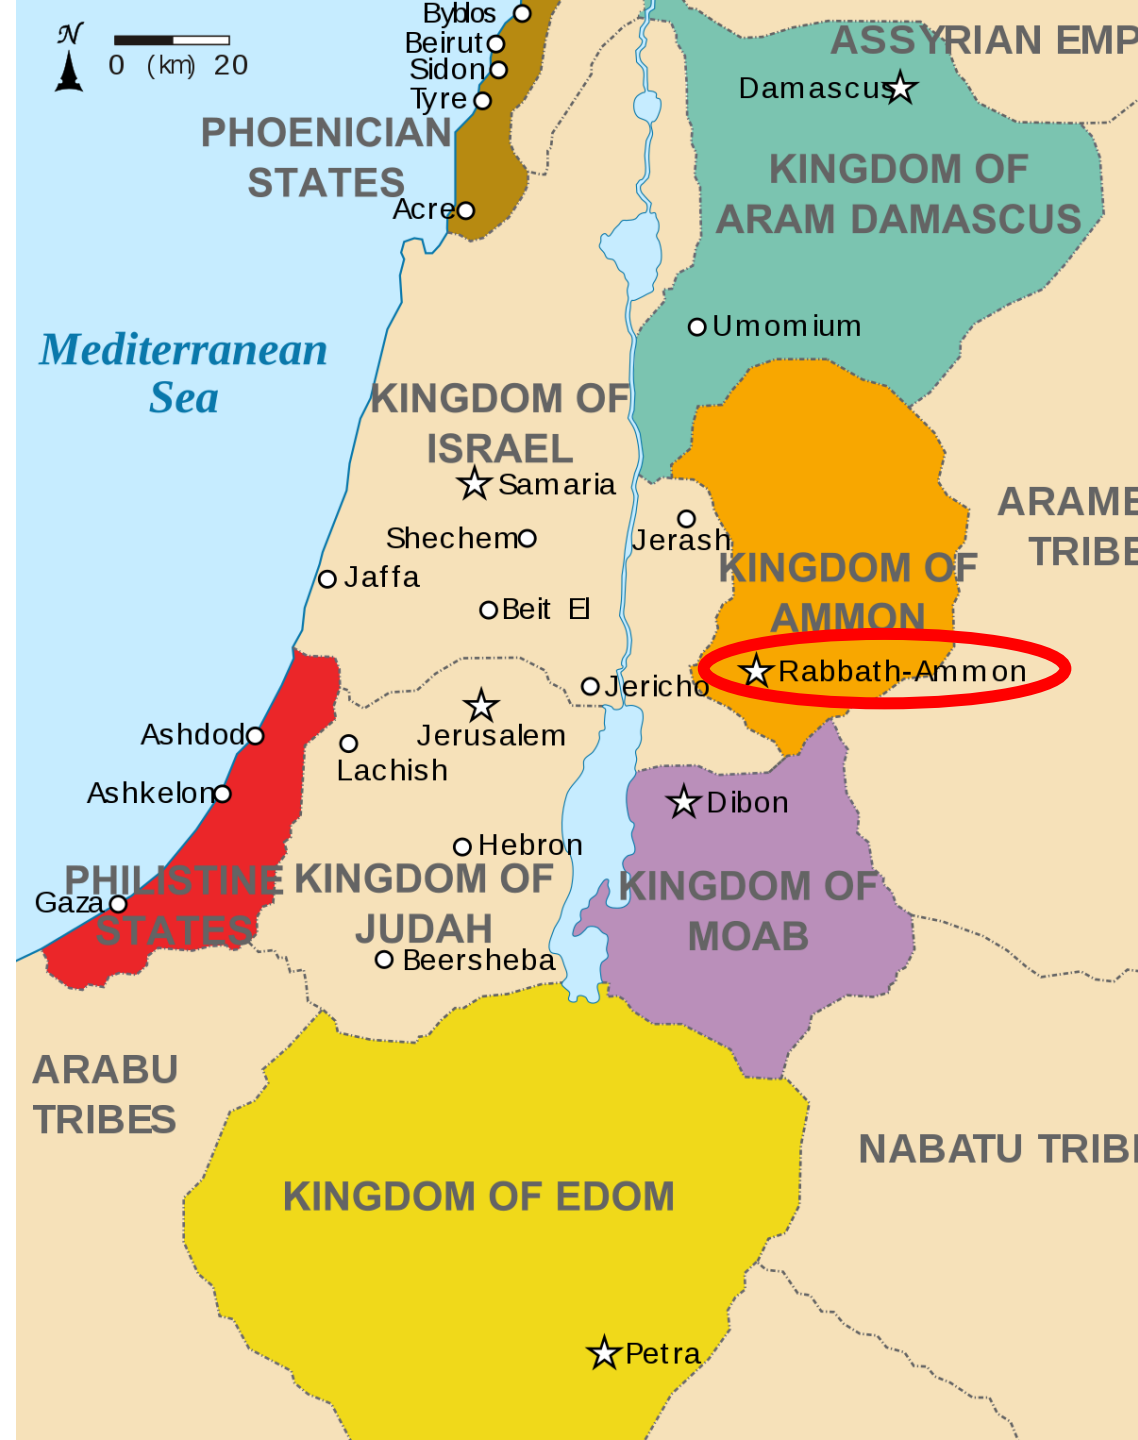 N
0 (km) 20
Byblos
Beirut
Sidon
Tyre
PHOENICIAN
STATES
Acre
ASSYRIAN EMP
Damascus
KINGDOM OF
ARAM DAMASCUS
Umomium
Mediterranean
Sea
KINGDOM OF
ISRAEL
Samaria
Shechem
Jaffa
Beit El
Jerash
KINGDOM OF
AMMON
Rabbath-Ammon
ARAME
TRIBE
Jericho
Jerusalem
Ashdod
Lachish
Ashkelon
Dibon
Hebron
PHILISTINE
STATES
Gaza
KINGDOM OF
JUDAH
Beersheba
KINGDOM OF
MOAB
ARABU
TRIBES
NABATU TRIBE
KINGDOM OF EDOM
Petra